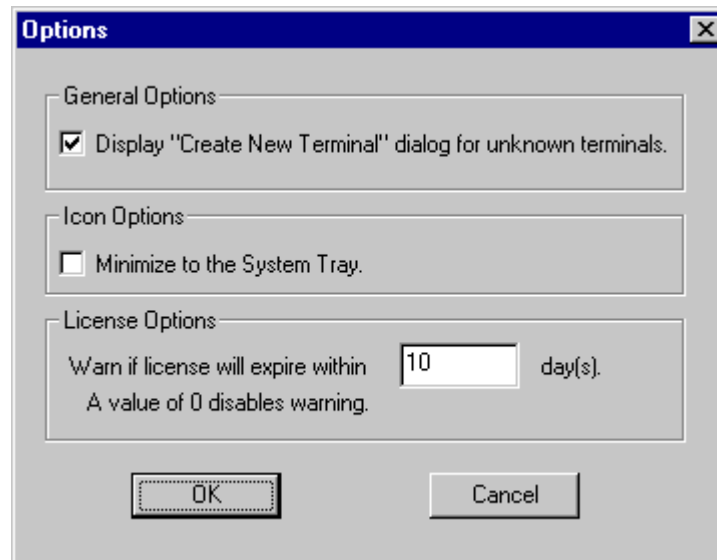 Options
General Options
Display "Create New Terminal" dialog for unknown terminals.
Icon Options
Minimize to the System Tray.
License Options
Warn if license will expire within 10 day(s).
A value of 0 disables warning.
OK Cancel